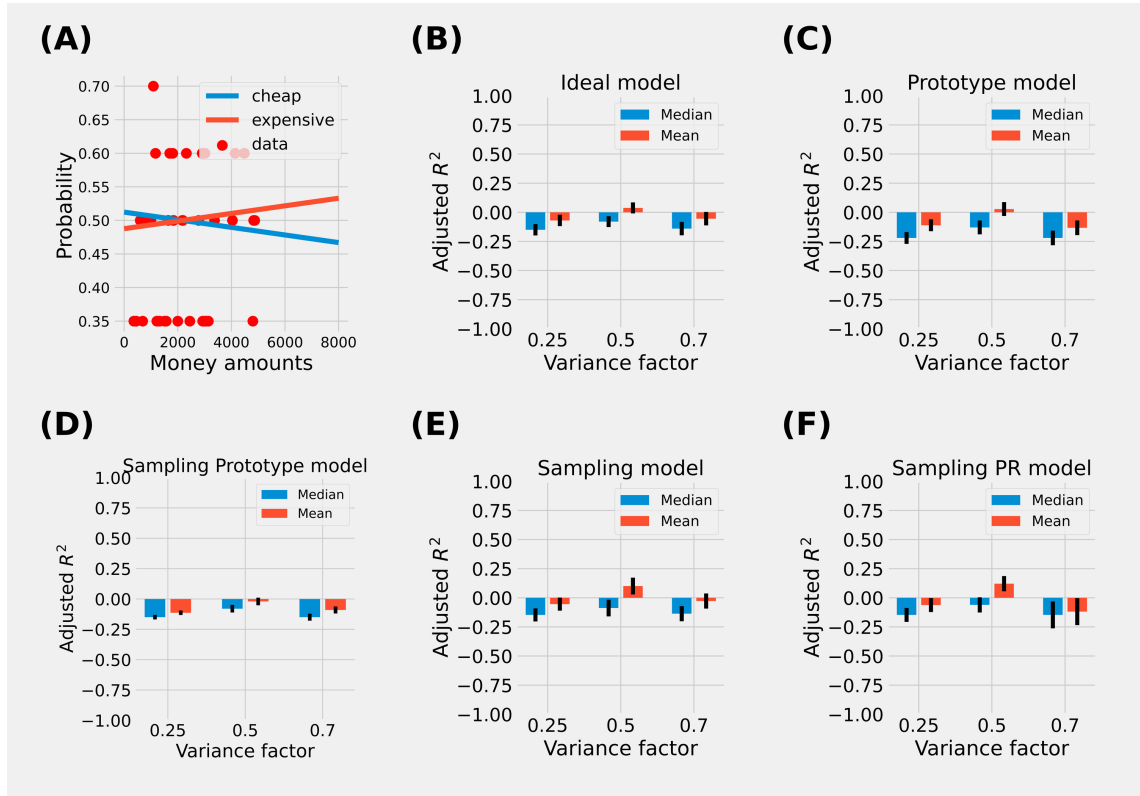 (A)
0.70
0.65
0.60
0.55
0.50
0.45
0.40
0.35
Probability
cheap
expensive
data
0 2000 4000 6000 8000
Money amounts
(B)
Ideal model
1.00
0.75
0.50
0.25
0.00
−0.25
−0.50
−0.75
−1.00
Adjusted R²
Median
Mean
0.25 0.5 0.7
Variance factor
(C)
Prototype model
1.00
0.75
0.50
0.25
0.00
−0.25
−0.50
−0.75
−1.00
Adjusted R²
Median
Mean
0.25 0.5 0.7
Variance factor
(D)
Sampling Prototype model
1.00
0.75
0.50
0.25
0.00
−0.25
−0.50
−0.75
−1.00
Adjusted R²
Median
Mean
0.25 0.5 0.7
Variance factor
(E)
Sampling model
1.00
0.75
0.50
0.25
0.00
−0.25
−0.50
−0.75
−1.00
Adjusted R²
Median
Mean
0.25 0.5 0.7
Variance factor
(F)
Sampling PR model
1.00
0.75
0.50
0.25
0.00
−0.25
−0.50
−0.75
−1.00
Adjusted R²
Median
Mean
0.25 0.5 0.7
Variance factor